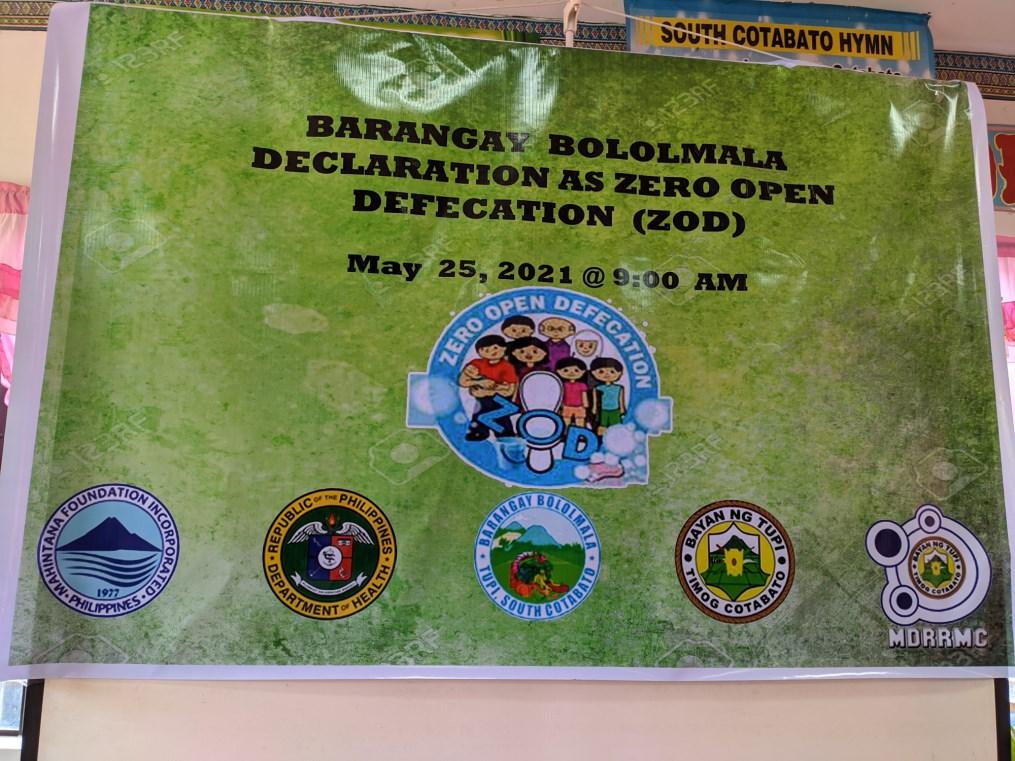 SOUTH COTABATO HYMN
BARANGAY BOLOLMALA
DECLARATION AS ZERO OPEN
DEFECATION (ZOD)
May 25, 2021 @ 9:00 AM
ZERO OPEN DEFECATION
ZOD
MAHINTANA FOUNDATION INCORPORATED
PHILIPPINES
1977
REPUBLIC OF THE PHILIPPINES
DEPARTMENT OF HEALTH
BARANGAY BOLOLMALA
TUPI, SOUTH COTABATO
BAYAN NG TUPI
TIMOG COTABATO
BAYAN NG TUPI
TIMOG COTABATO
MDRRMC
123RF